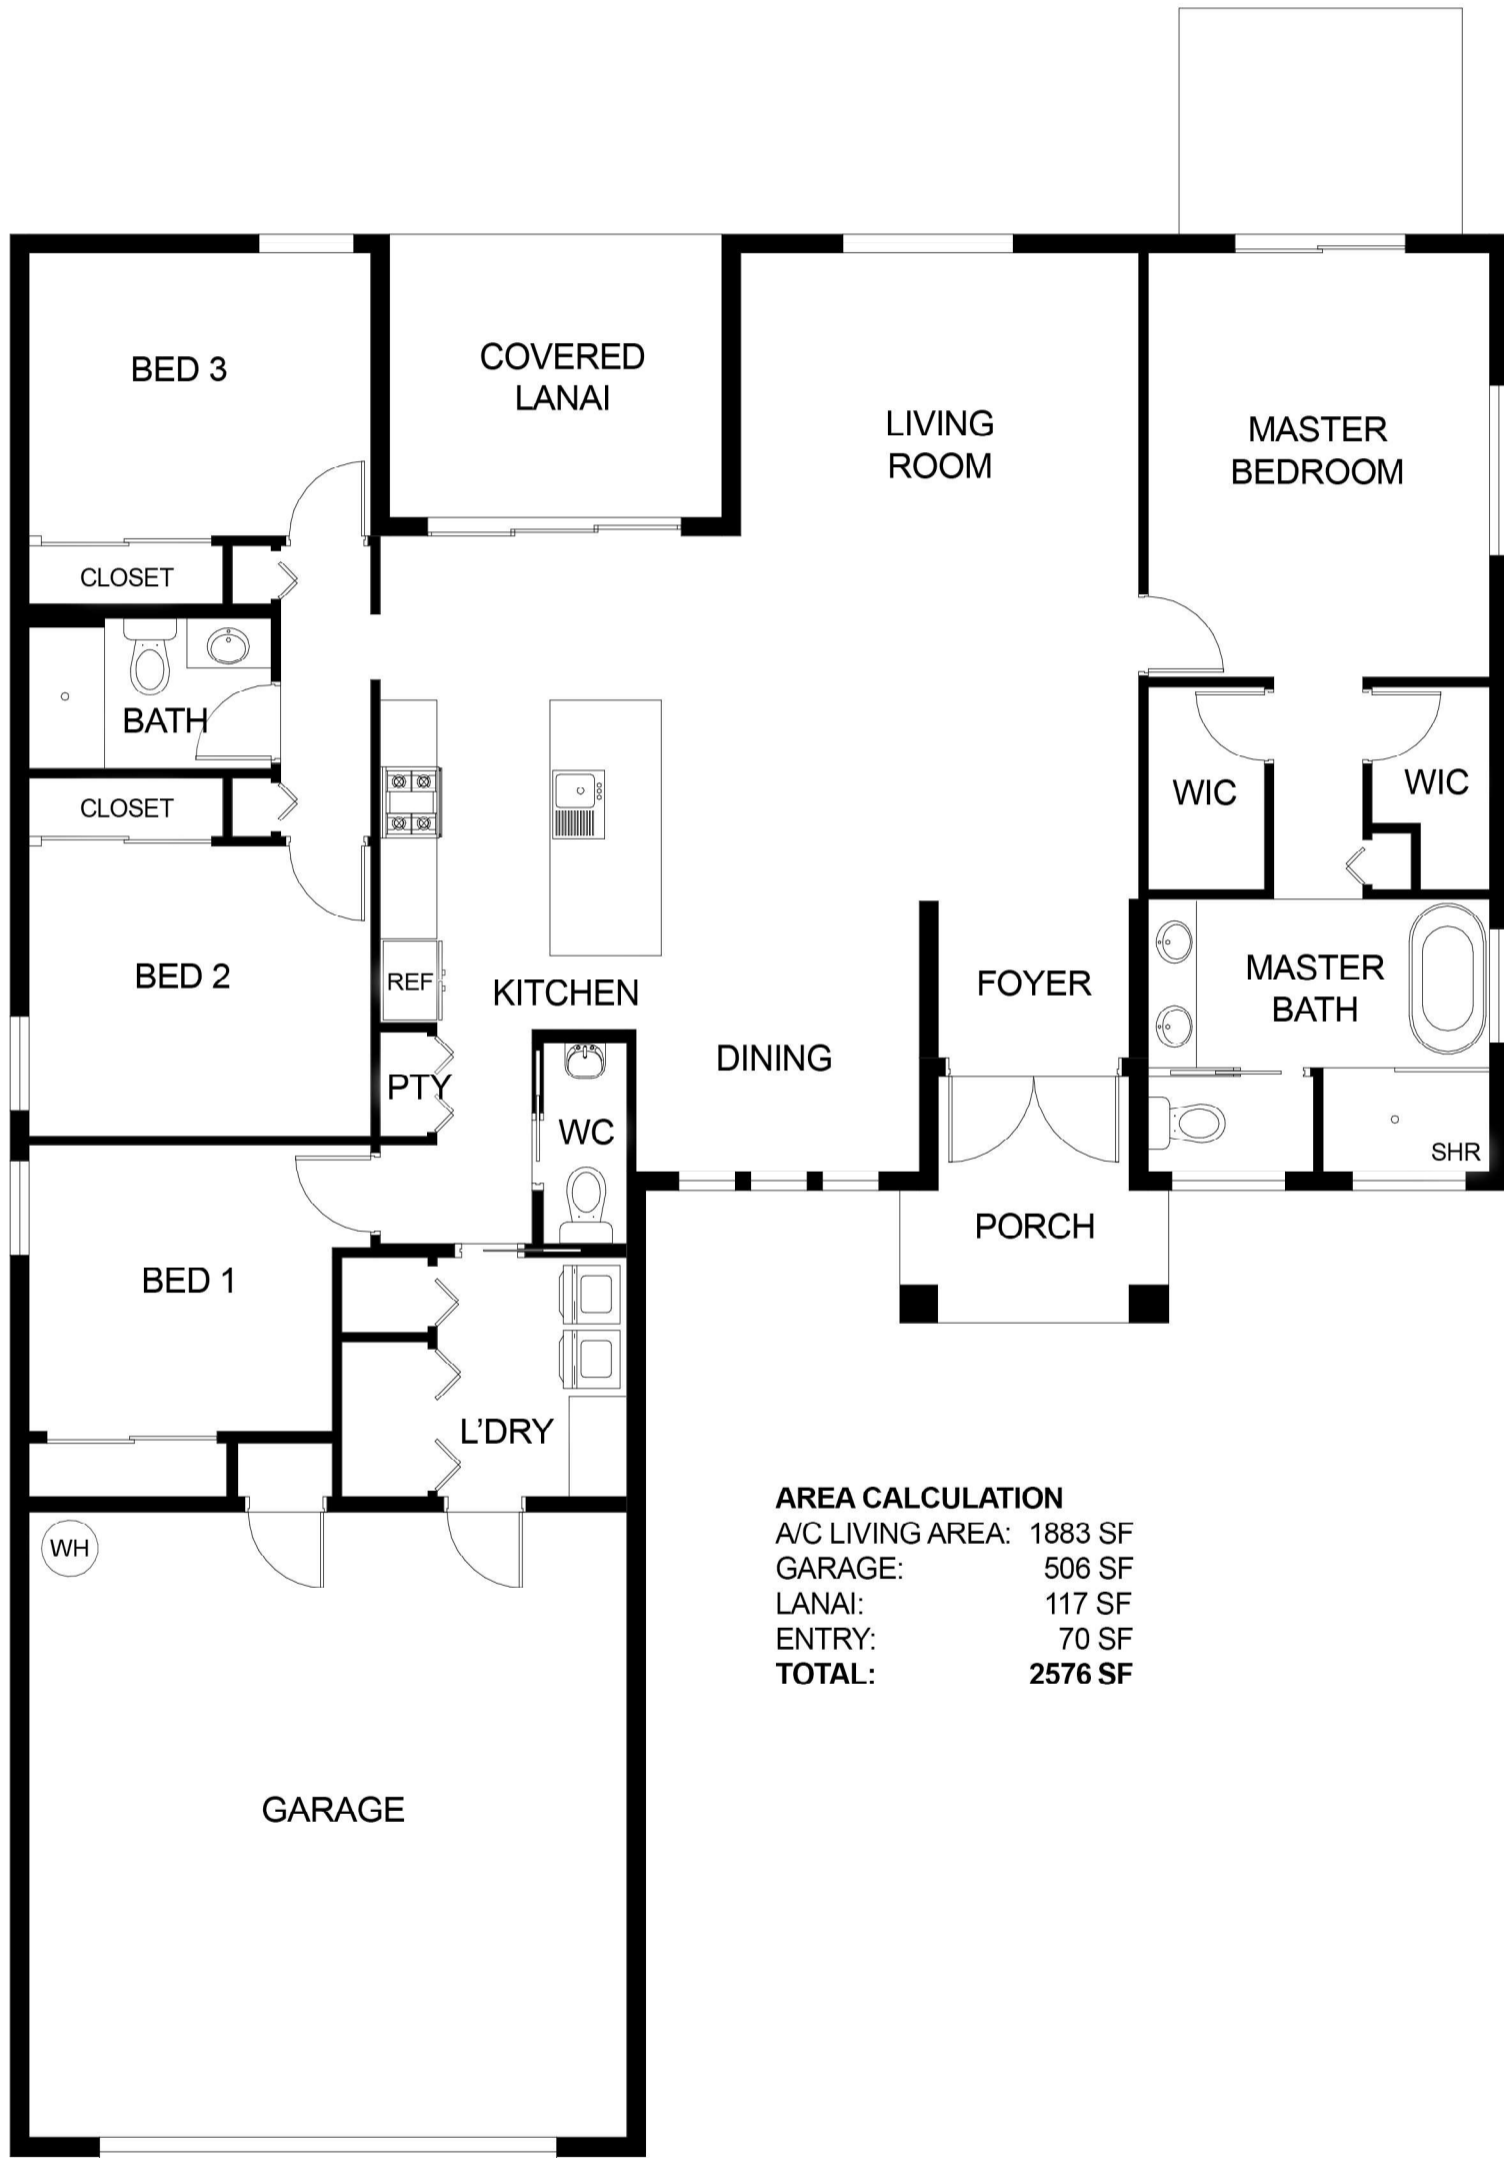 BED 3
COVERED
LANAI
LIVING
ROOM
MASTER
BEDROOM
CLOSET
BATH
CLOSET
WIC
WIC
BED 2
REF
KITCHEN
FOYER
MASTER
BATH
DINING
PTY
WC
SHR
PORCH
BED 1
L'DRY
WH
AREA CALCULATION
A/C LIVING AREA: 1883 SF
GARAGE: 506 SF
LANAI: 117 SF
ENTRY: 70 SF
TOTAL: 2576 SF
GARAGE